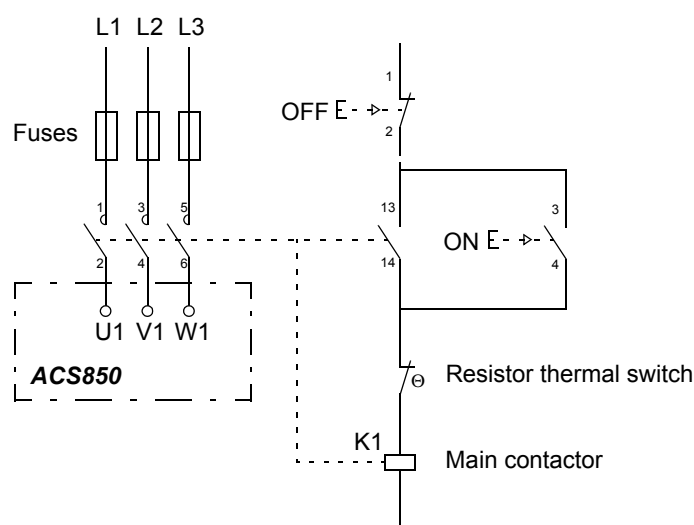 L1 L2 L3
1
OFF
2
Fuses
1 3 5
13
3
ON
2 4 6
14
4
U1 V1 W1
ACS850
Θ
Resistor thermal switch
K1
Main contactor